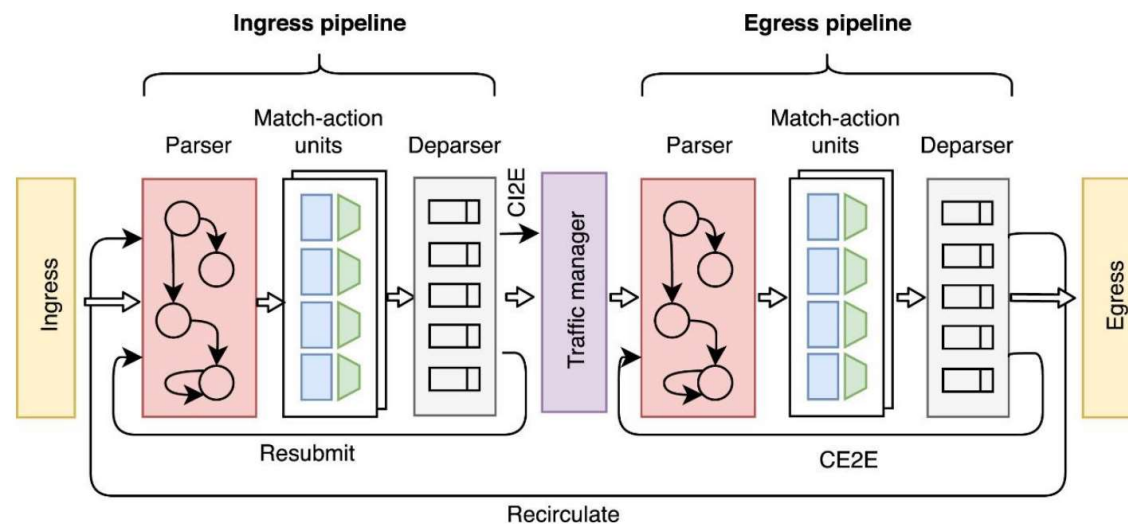 Ingress pipeline
Egress pipeline
Parser
Match-action
units
Deparser
Parser
Match-action
units
Deparser
Ingress
CI2E
Traffic manager
Egress
Resubmit
CE2E
Recirculate